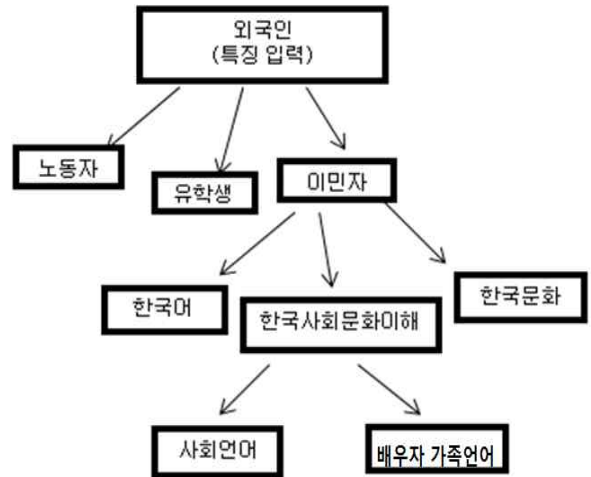 외국인
(특징 입력)
노동자
유학생
이민자
한국어
한국사회문화이해
한국문화
사회언어
배우자 가족언어